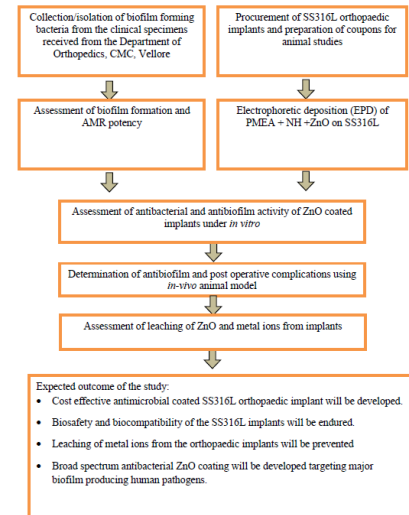 Collection/isolation of biofilm forming
bacteria from the clinical specimens
received from the Department of
Orthopedics, CMC, Vellore
Procurement of SS316L orthopaedic
implants and preparation of coupons for
animal studies
Assessment of biofilm formation and
AMR potency
Electrophoretic deposition (EPD) of
PMEA + NH +ZnO on SS316L
Assessment of antibacterial and antibiofilm activity of ZnO coated
implants under in vitro
Determination of antibiofilm and post operative complications using
in-vivo animal model
Assessment of leaching of ZnO and metal ions from implants
Expected outcome of the study:
• Cost effective antimicrobial coated SS316L orthopaedic implant will be developed.
• Biosafety and biocompatibility of the SS316L implants will be endured.
• Leaching of metal ions from the orthopaedic implants will be prevented
• Broad spectrum antibacterial ZnO coating will be developed targeting major
biofilm producing human pathogens.